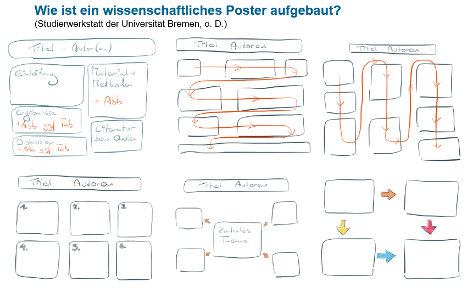 Wie ist ein wissenschaftliches Poster aufgebaut?
(Studierwerkstatt der Universität Bremen, o. D.)
Titel - Autor(en)
Einleitung
Material +
Methoden
+ Abb
Ergebnisse
+ Abb ggf Tab
Diskussion
+ Abb ggf Tab
Literatur
bzw Quellen
Titel Autoren
Titel Autoren
Titel Autoren
1.
2.
3.
4.
5.
6.
Titel Autoren
Zentrales
Thema